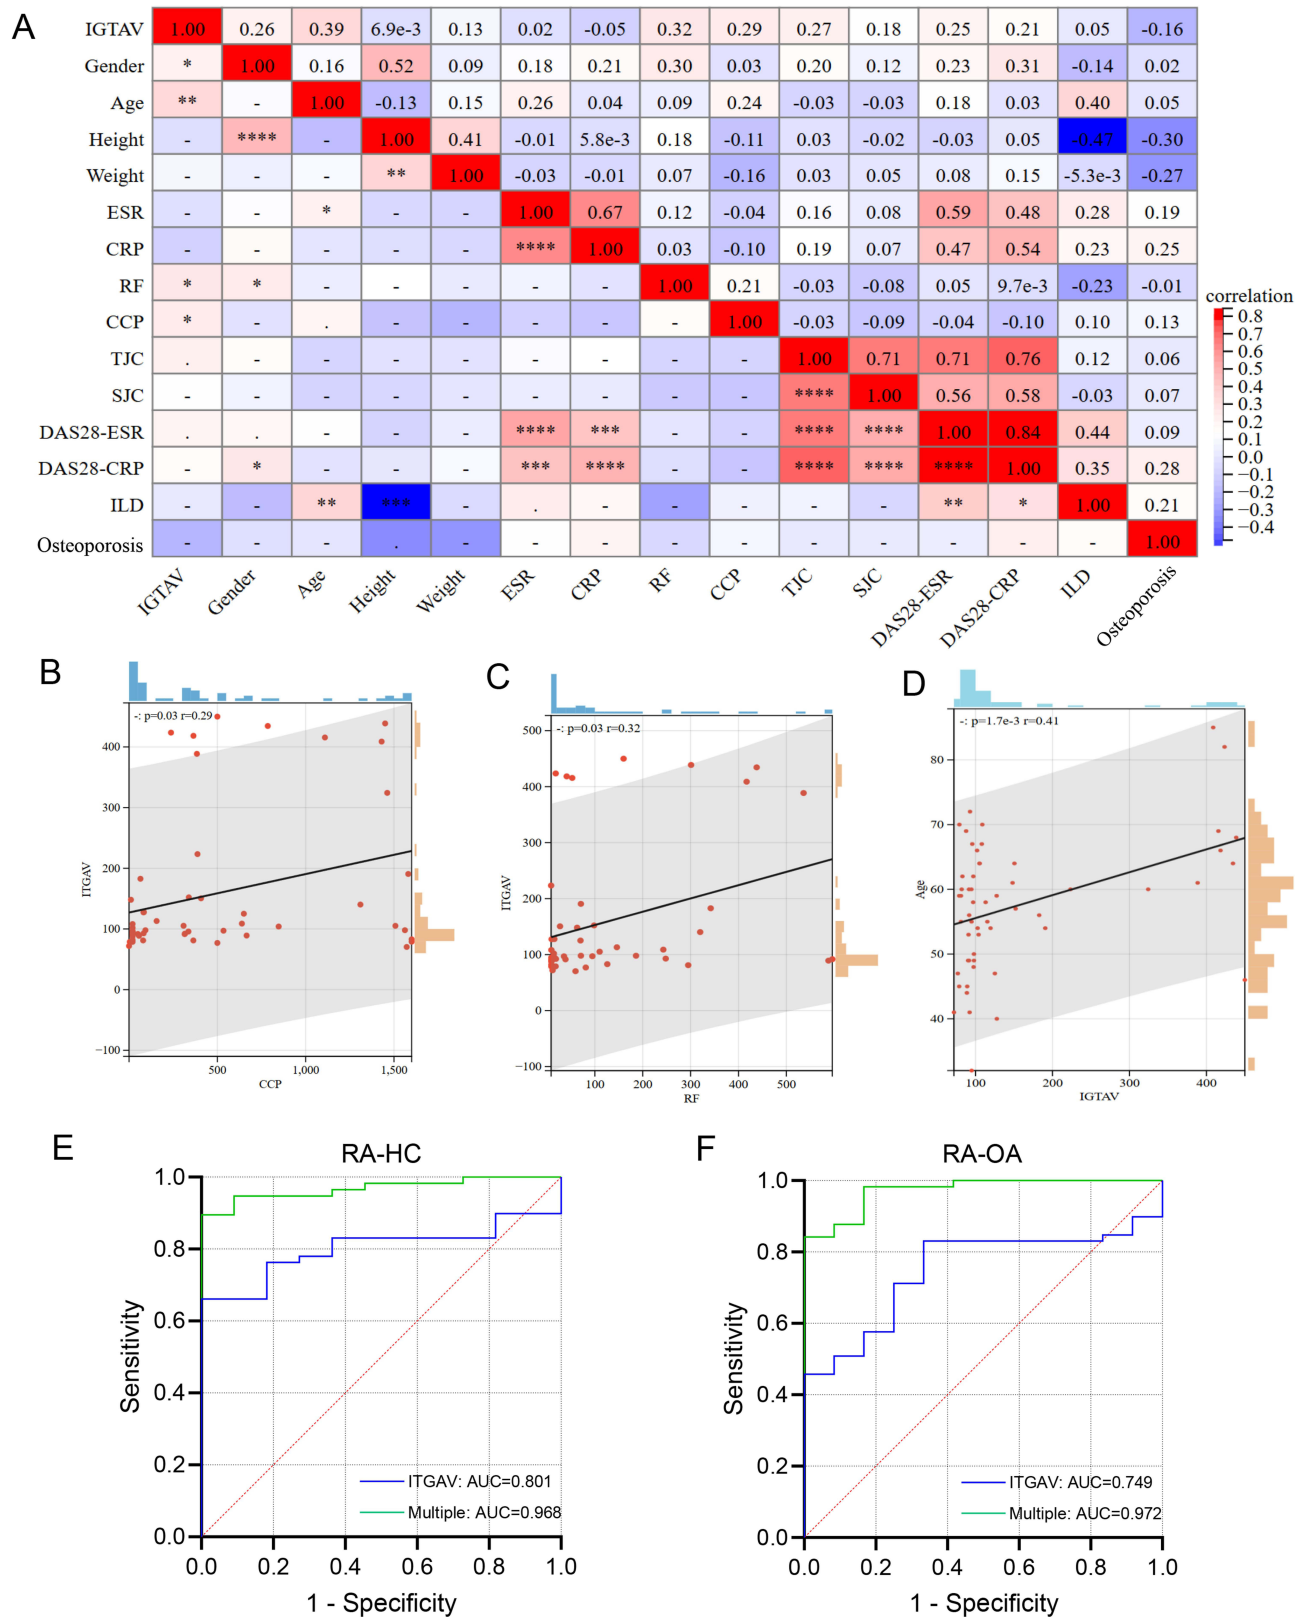 A
IGTAV 1.00 0.26 0.39 6.9e-3 0.13 0.02 -0.05 0.32 0.29 0.27 0.18 0.25 0.21 0.05 -0.16
Gender * 1.00 0.16 0.52 0.09 0.18 0.21 0.30 0.03 0.20 0.12 0.23 0.31 -0.14 0.02
Age ** - 1.00 -0.13 0.15 0.26 0.04 0.09 0.24 -0.03 -0.03 0.18 0.03 0.40 0.05
Height - **** - 1.00 0.41 -0.01 5.8e-3 0.18 -0.11 0.03 -0.02 -0.03 0.05 -0.47 -0.30
Weight - - - ** 1.00 -0.03 -0.01 0.07 -0.16 0.03 0.05 0.08 0.15 -5.3e-3 -0.27
ESR - - * - - 1.00 0.67 0.12 -0.04 0.16 0.08 0.59 0.48 0.28 0.19
CRP - - - - - **** 1.00 0.03 -0.10 0.19 0.07 0.47 0.54 0.23 0.25
RF * * - - - - - 1.00 0.21 -0.03 -0.08 0.05 9.7e-3 -0.23 -0.01
CCP * - . - - - - - 1.00 -0.03 -0.09 -0.04 -0.10 0.10 0.13
TJC . - - - - - - - - 1.00 0.71 0.71 0.76 0.12 0.06
SJC - - - - - - - - - **** 1.00 0.56 0.58 -0.03 0.07
DAS28-ESR . . - - - **** *** - - **** **** 1.00 0.84 0.44 0.09
DAS28-CRP - * - - - *** **** - - **** **** **** 1.00 0.35 0.28
ILD - - ** *** - . - - - - - ** * 1.00 0.21
Osteoporosis - - - . - - - - - - - - - - 1.00
IGTAV Gender Age Height Weight ESR CRP RF CCP TJC SJC DAS28-ESR DAS28-CRP ILD Osteoporosis
correlation
0.8
0.7
0.6
0.5
0.4
0.3
0.2
0.1
0.0
−0.1
−0.2
−0.3
−0.4
B
-: p=0.03 r=0.29
ITGAV
400
300
200
100
0
−100
500 1,000 1,500
CCP
C
-: p=0.03 r=0.32
ITGAV
500
400
300
200
100
0
−100
100 200 300 400 500
RF
D
-: p=1.7e-3 r=0.41
Age
80
70
60
50
40
100 200 300 400
IGTAV
E
RA-HC
Sensitivity
1.0
0.8
0.6
0.4
0.2
0.0
ITGAV: AUC=0.801
Multiple: AUC=0.968
0.0 0.2 0.4 0.6 0.8 1.0
1 - Specificity
F
RA-OA
Sensitivity
1.0
0.8
0.6
0.4
0.2
0.0
ITGAV: AUC=0.749
Multiple: AUC=0.972
0.0 0.2 0.4 0.6 0.8 1.0
1 - Specificity